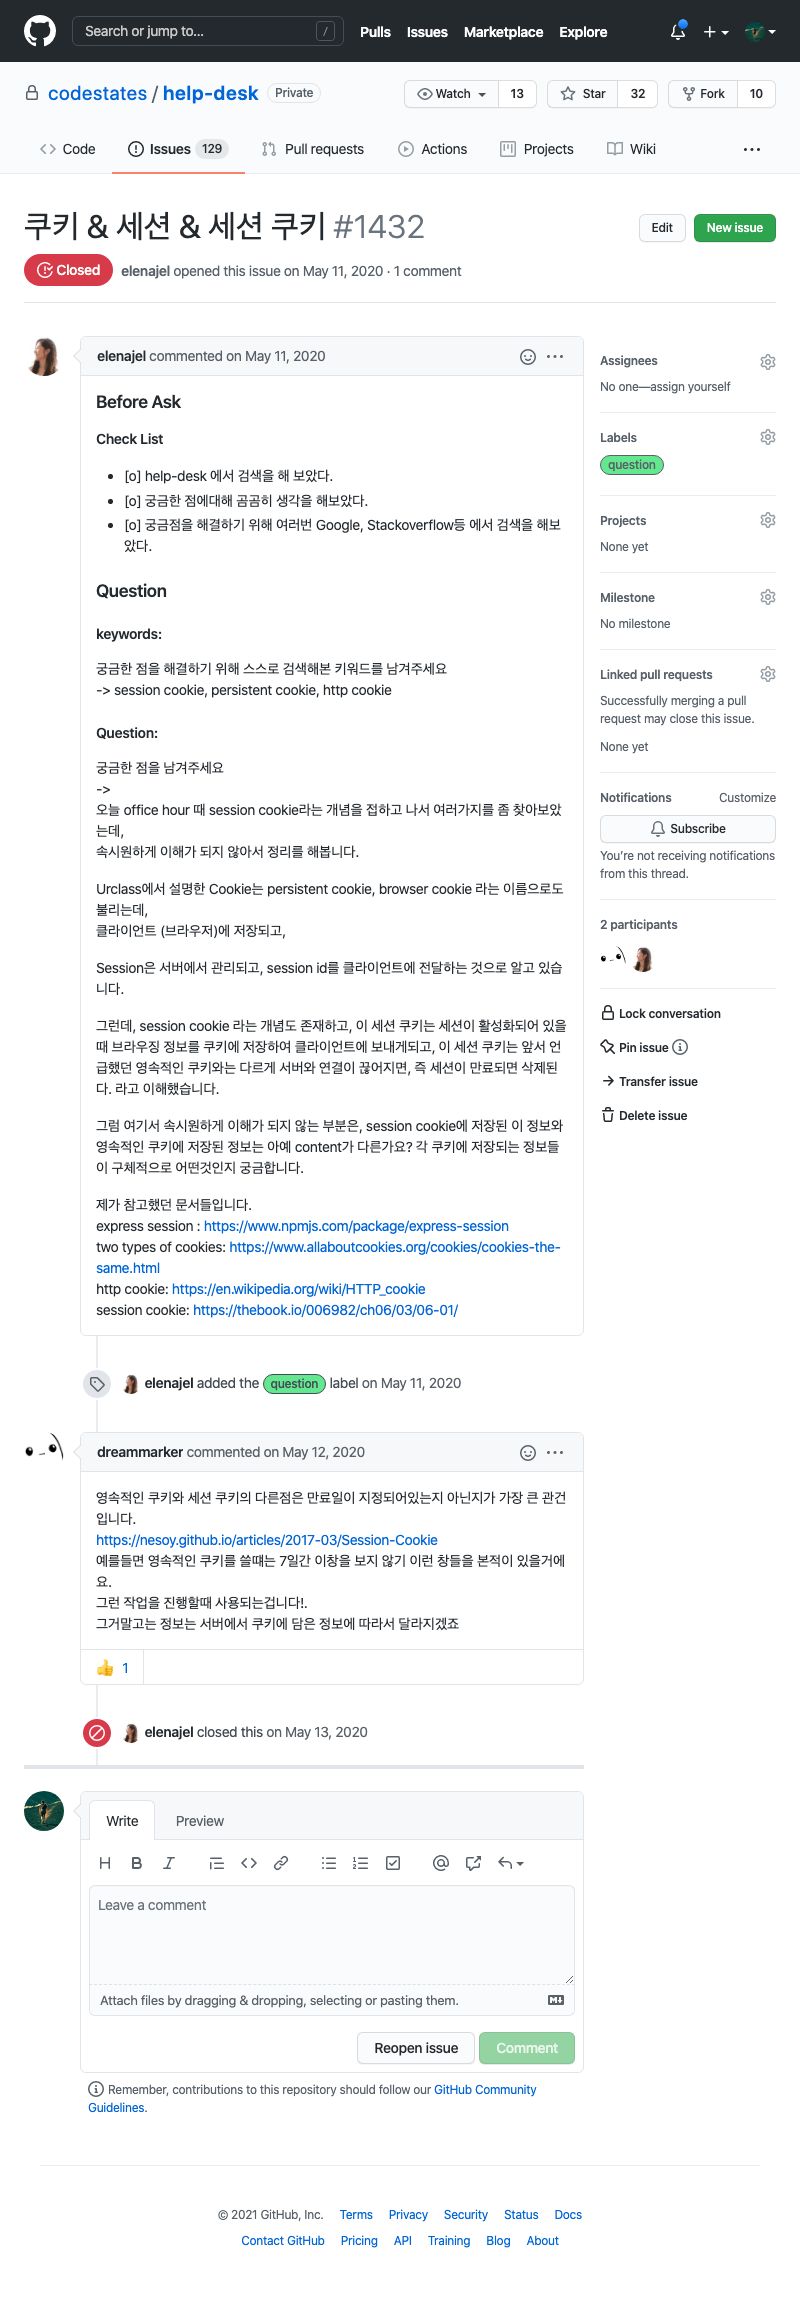 Search or jump to... /
Pulls Issues Marketplace Explore
codestates / help-desk Private
Watch 13 Star 32 Fork 10
Code Issues 129 Pull requests Actions Projects Wiki
쿠키 & 세션 & 세션 쿠키 #1432
Edit New issue
Closed elenajel opened this issue on May 11, 2020 · 1 comment
elenajel commented on May 11, 2020
Before Ask
Check List
• [o] help-desk 에서 검색을 해 보았다.
• [o] 궁금한 점에대해 곰곰히 생각을 해보았다.
• [o] 궁금점을 해결하기 위해 여러번 Google, Stackoverflow등 에서 검색을 해보
았다.
Question
keywords:
궁금한 점을 해결하기 위해 스스로 검색해본 키워드를 남겨주세요
-> session cookie, persistent cookie, http cookie
Question:
궁금한 점을 남겨주세요
->
오늘 office hour 때 session cookie라는 개념을 접하고 나서 여러가지를 좀 찾아보았
는데,
속시원하게 이해가 되지 않아서 정리를 해봅니다.
Urclass에서 설명한 Cookie는 persistent cookie, browser cookie 라는 이름으로도
불리는데,
클라이언트 (브라우저)에 저장되고,
Session은 서버에서 관리되고, session id를 클라이언트에 전달하는 것으로 알고 있습
니다.
그런데, session cookie 라는 개념도 존재하고, 이 세션 쿠키는 세션이 활성화되어 있을
때 브라우징 정보를 쿠키에 저장하여 클라이언트에 보내게되고, 이 세션 쿠키는 앞서 언
급했던 영속적인 쿠키와는 다르게 서버와 연결이 끊어지면, 즉 세션이 만료되면 삭제된
다. 라고 이해했습니다.
그럼 여기서 속시원하게 이해가 되지 않는 부분은, session cookie에 저장된 이 정보와
영속적인 쿠키에 저장된 정보는 아예 content가 다른가요? 각 쿠키에 저장되는 정보들
이 구체적으로 어떤것인지 궁금합니다.
제가 참고했던 문서들입니다.
express session : https://www.npmjs.com/package/express-session
two types of cookies: https://www.allaboutcookies.org/cookies/cookies-the-
same.html
http cookie: https://en.wikipedia.org/wiki/HTTP_cookie
session cookie: https://thebook.io/006982/ch06/03/06-01/
elenajel added the question label on May 11, 2020
dreammarker commented on May 12, 2020
영속적인 쿠키와 세션 쿠키의 다른점은 만료일이 지정되어있는지 아닌지가 가장 큰 관건
입니다.
https://nesoy.github.io/articles/2017-03/Session-Cookie
예를들면 영속적인 쿠키를 쓸떄는 7일간 이창을 보지 않기 이런 창들을 본적이 있을거에
요.
그런 작업을 진행할때 사용되는겁니다!.
그거말고는 정보는 서버에서 쿠키에 담은 정보에 따라서 달라지겠죠
👍 1
elenajel closed this on May 13, 2020
Write Preview
Leave a comment
Attach files by dragging & dropping, selecting or pasting them.
Reopen issue Comment
Remember, contributions to this repository should follow our GitHub Community
Guidelines.
Assignees
No one—assign yourself
Labels
question
Projects
None yet
Milestone
No milestone
Linked pull requests
Successfully merging a pull
request may close this issue.
None yet
Notifications Customize
Subscribe
You're not receiving notifications
from this thread.
2 participants
Lock conversation
Pin issue
Transfer issue
Delete issue
© 2021 GitHub, Inc. Terms Privacy Security Status Docs
Contact GitHub Pricing API Training Blog About